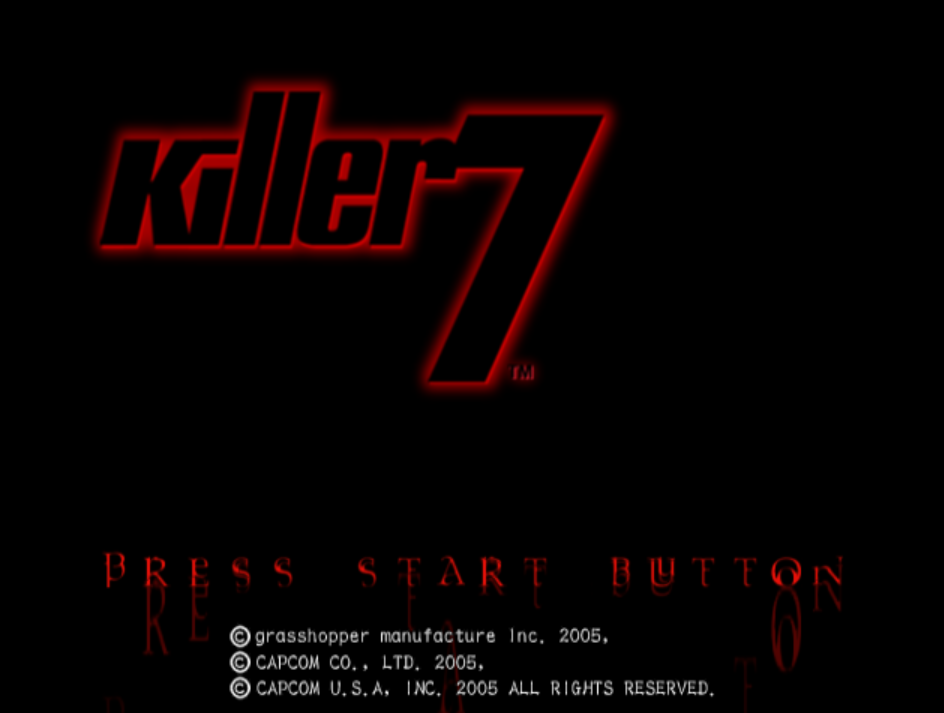 killer7
TM
PRESS START BUTTON
©grasshopper manufacture Inc. 2005,
©CAPCOM CO., LTD. 2005,
©CAPCOM U.S.A, INC. 2005 ALL RIGHTS RESERVED.